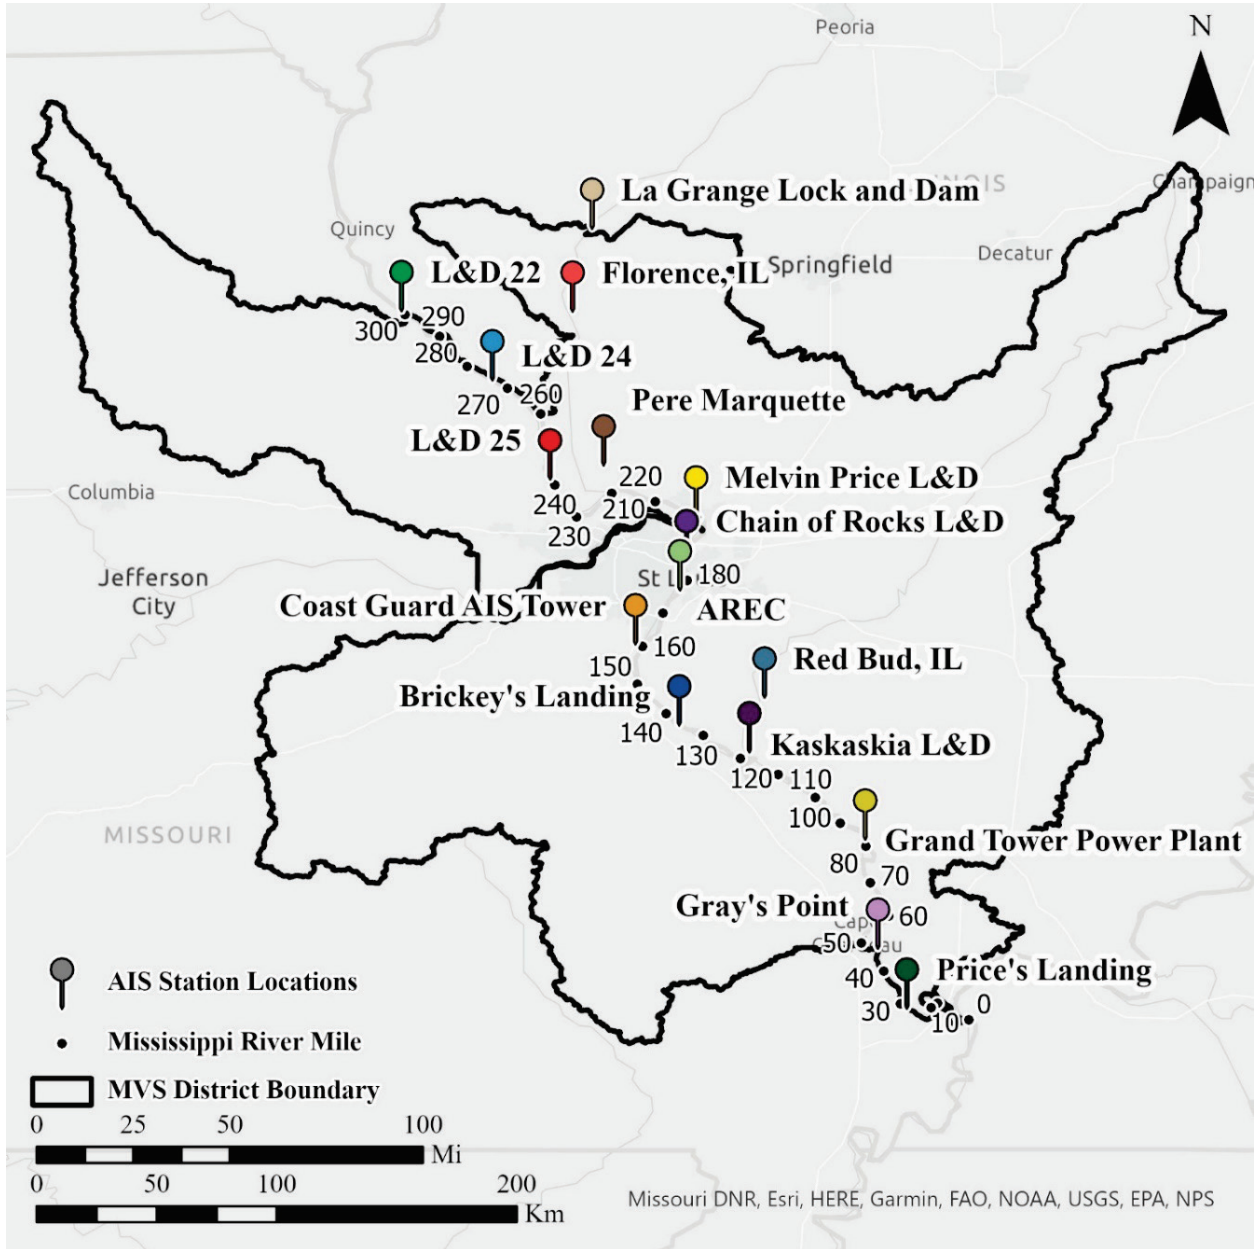 Peoria
N
La Grange Lock and Dam
INOIS
Champaign
Quincy
Decatur
Springfield
L&D 22
Florence, IL
300
290
280
L&D 24
270
260
Pere Marquette
L&D 25
Columbia
240
230
220
210
Melvin Price L&D
Chain of Rocks L&D
Jefferson
City
St L
180
Coast Guard AIS Tower
AREC
160
150
Red Bud, IL
Brickey's Landing
140
130
Kaskaskia L&D
120
110
100
MISSOURI
Grand Tower Power Plant
80
70
Gray's Point
60
50
40
Price's Landing
30
10
0
AIS Station Locations
Mississippi River Mile
MVS District Boundary
0 25 50 100
Mi
0 50 100 200
Km
Missouri DNR, Esri, HERE, Garmin, FAO, NOAA, USGS, EPA, NPS